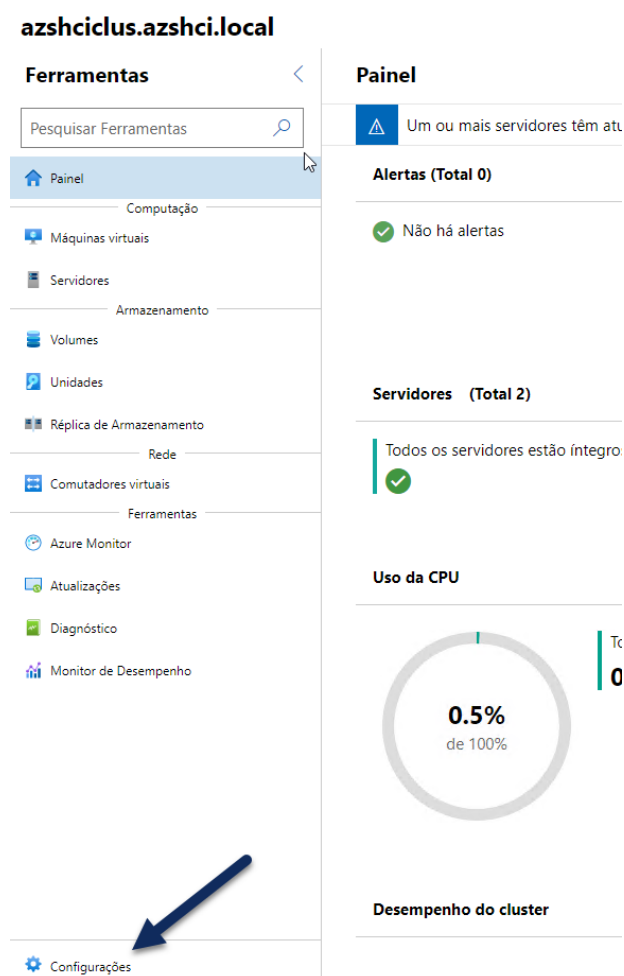 azshciclus.azshci.local
Ferramentas
Pesquisar Ferramentas
Painel
Computação
Máquinas virtuais
Servidores
Armazenamento
Volumes
Unidades
Réplica de Armazenamento
Rede
Comutadores virtuais
Ferramentas
Azure Monitor
Atualizações
Diagnóstico
Monitor de Desempenho
Configurações
Painel
Um ou mais servidores têm
Alertas (Total 0)
Não há alertas
Servidores (Total 2)
Todos os servidores estão
Uso da CPU
0.5%
de 100%
Desempenho do cluster